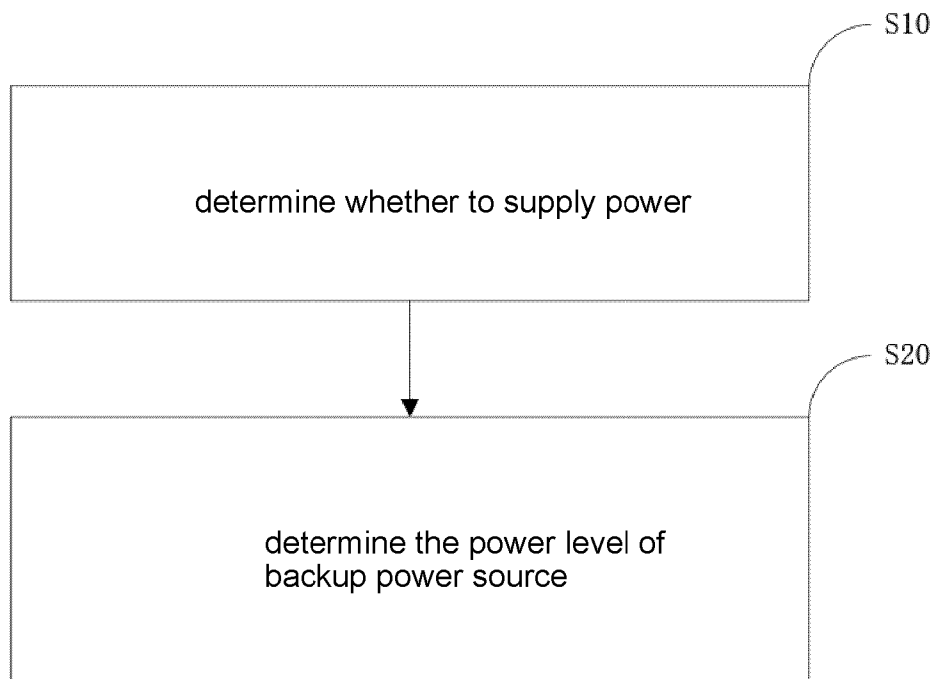 S10
determine whether to supply power
S20
determine the power level of
backup power source